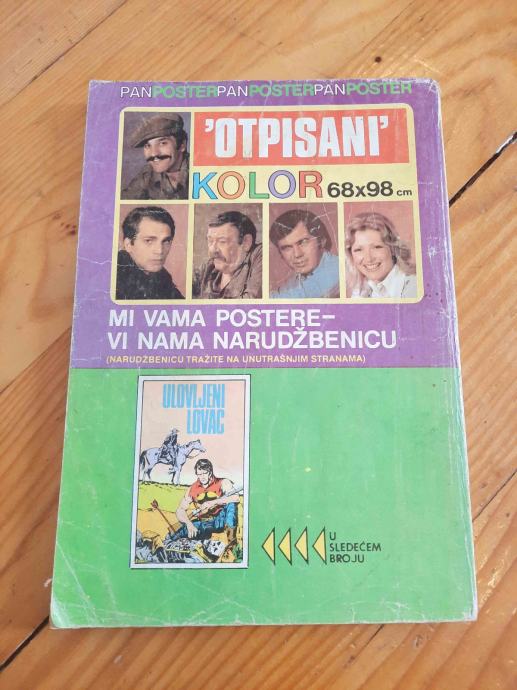 PANPOSTERPANPOSTERPANPOSTER
'OTPISANI'
KOLOR 68x98 cm
MI VAMA POSTERE–
VI NAMA NARUDŽBENICU
(NARUDŽBENICU TRAŽITE NA UNUTRAŠNJIM STRANAMA)
ULOVLJENI
LOVAC
U
SLEDEĆEM
BROJU